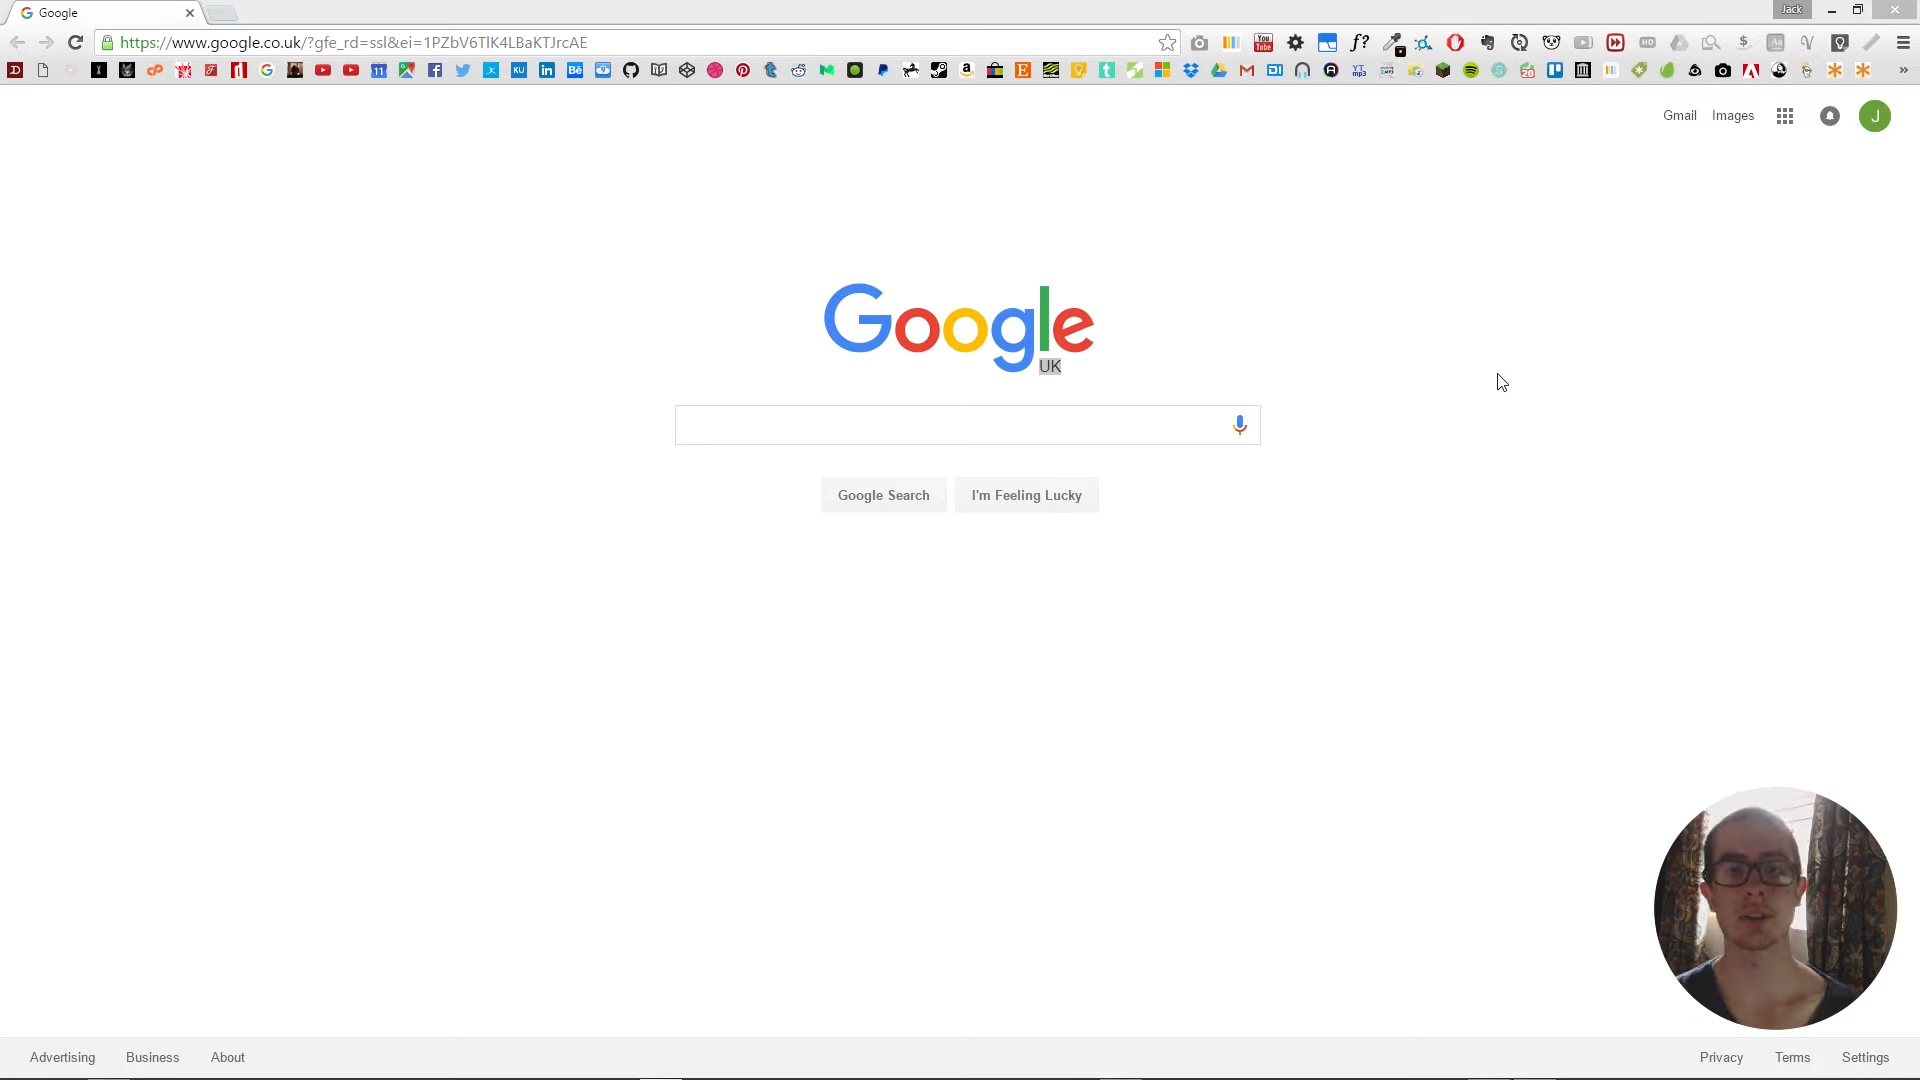 Google
Jack
https://www.google.co.uk/?gfe_rd=ssl&ei=1PZbV6TlK4LBaKTJrcAE
Gmail Images J
Google
UK
Google Search I'm Feeling Lucky
Advertising Business About Privacy Terms Settings